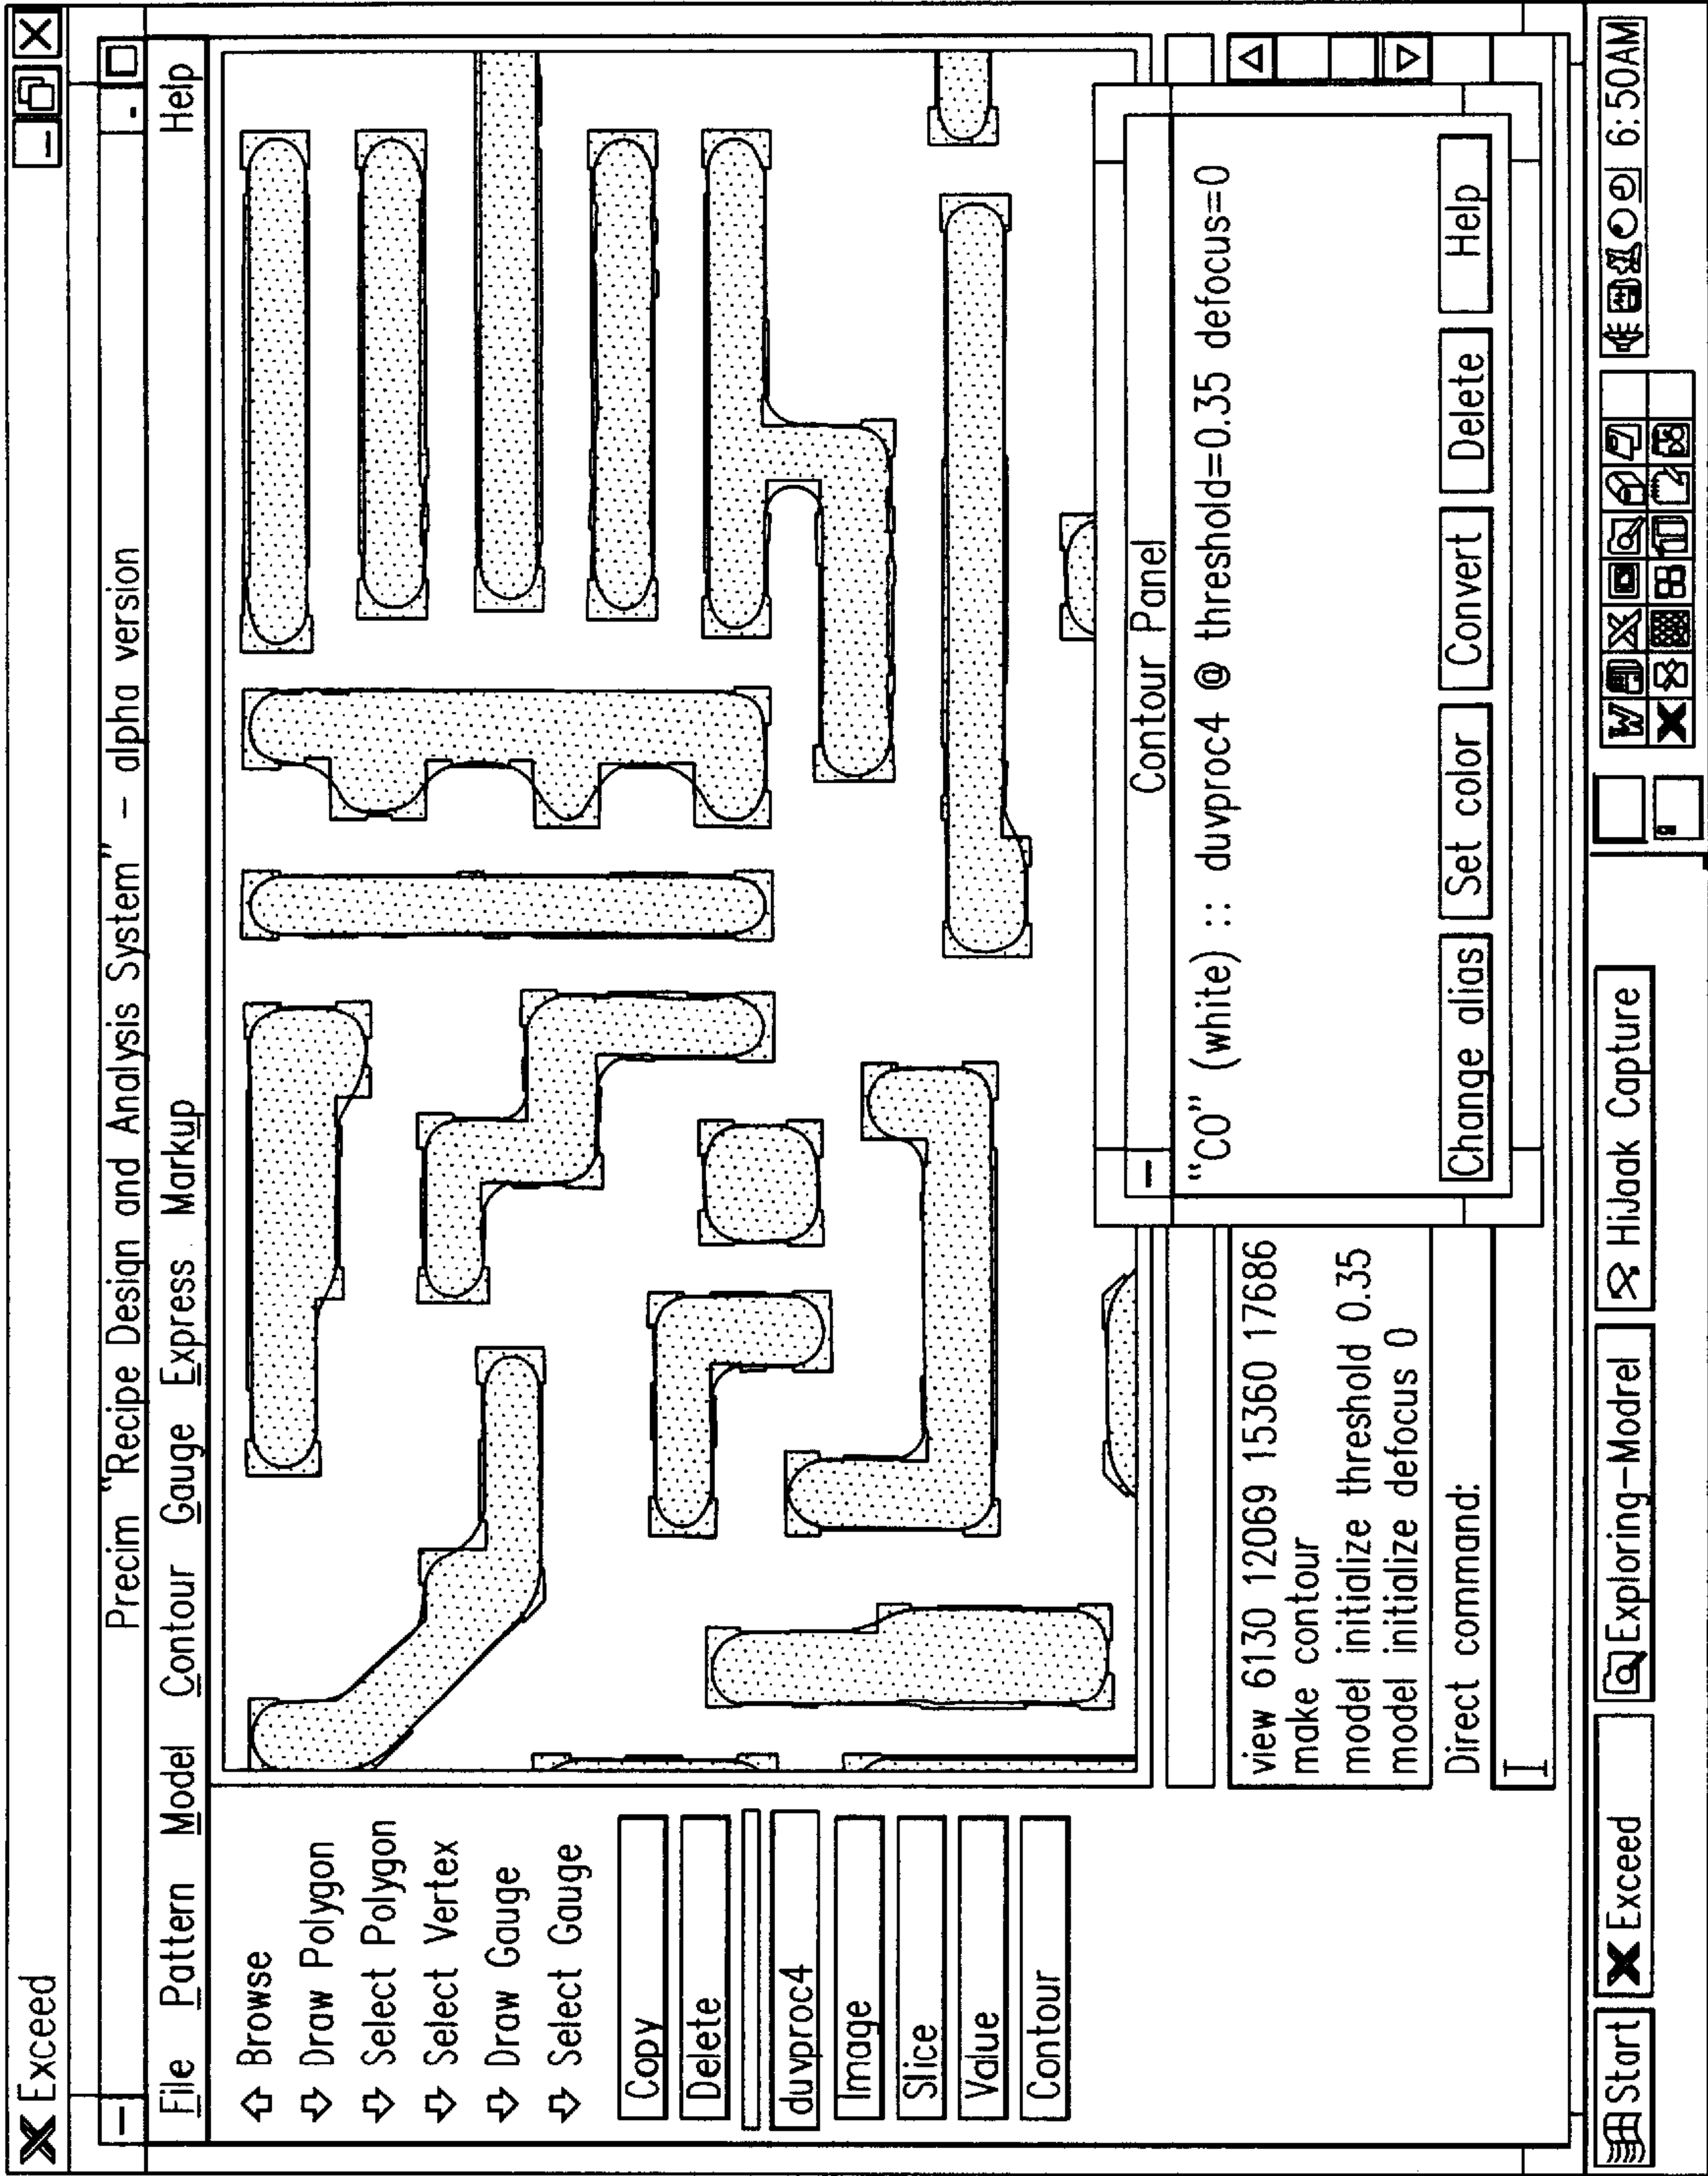 X Exceed
Precim “Recipe Design and Analysis System” – alpha version
File Pattern Model Contour Gauge Express Markup Help
Browse
Draw Polygon
Select Polygon
Select Vertex
Draw Gauge
Select Gauge
Copy
Delete
duvproc4
Image
Slice
Value
Contour
Contour Panel
“CO” (white) :: duvproc4 @ threshold=0.35 defocus=0
Change alias Set color Convert Delete Help
view 6130 12069 15360 17686
make contour
model initialize threshold 0.35
model initialize defocus 0
Direct command:
Start X Exceed Exploring–Modrel HiJaak Capture 6:50AM